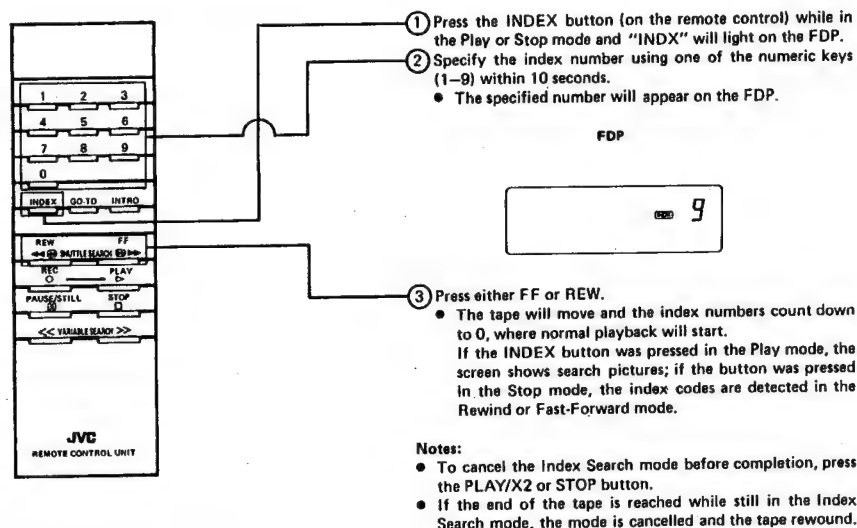 ① Press the INDEX button (on the remote control) while in
the Play or Stop mode and "INDX" will light on the FDP.
② Specify the index number using one of the numeric keys
(1–9) within 10 seconds.
● The specified number will appear on the FDP.
1 2 3
4 5 6
7 8 9
0
INDEX GO-TO INTRO
REW FF
SHUTTLE SEARCH
REC PLAY
PAUSE/STILL STOP
<< VARIABLE SEARCH >>
JVC
REMOTE CONTROL UNIT
FDP
9
③ Press either FF or REW.
● The tape will move and the index numbers count down
to 0, where normal playback will start.
If the INDEX button was pressed in the Play mode, the
screen shows search pictures; if the button was pressed
in the Stop mode, the index codes are detected in the
Rewind or Fast-Forward mode.
Notes:
● To cancel the Index Search mode before completion, press
the PLAY/X2 or STOP button.
● If the end of the tape is reached while still in the Index
Search mode, the mode is cancelled and the tape rewound.